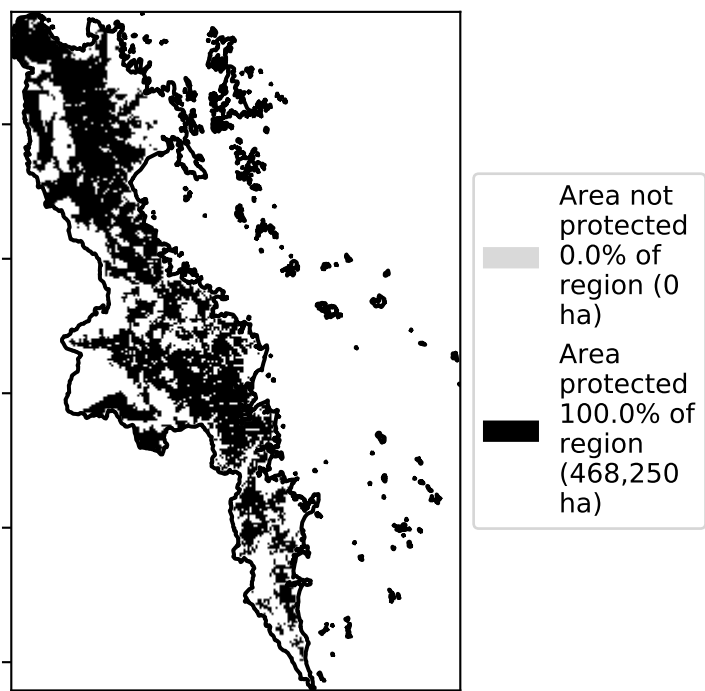 Area not
protected
0.0% of
region (0
ha)
Area
protected
100.0% of
region
(468,250
ha)